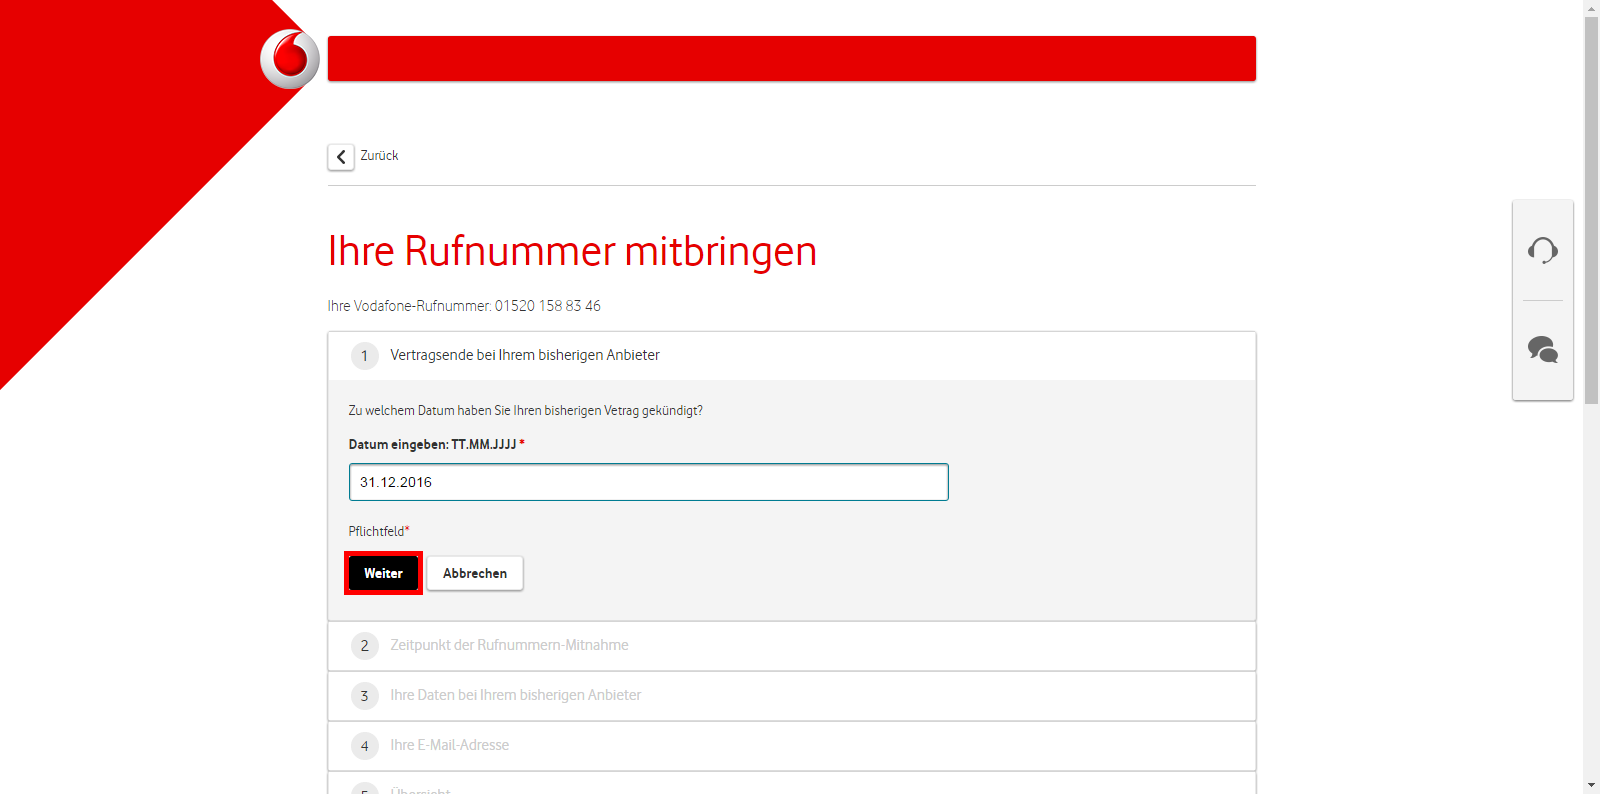 Zurück
Ihre Rufnummer mitbringen
Ihre Vodafone-Rufnummer: 01520 158 83 46
1 Vertragsende bei Ihrem bisherigen Anbieter
Zu welchem Datum haben Sie Ihren bisherigen Vetrag gekündigt?
Datum eingeben: TT.MM.JJJJ *
31.12.2016
Pflichtfeld*
Weiter Abbrechen
2 Zeitpunkt der Rufnummern-Mitnahme
3 Ihre Daten bei Ihrem bisherigen Anbieter
4 Ihre E-Mail-Adresse
5 Übersicht